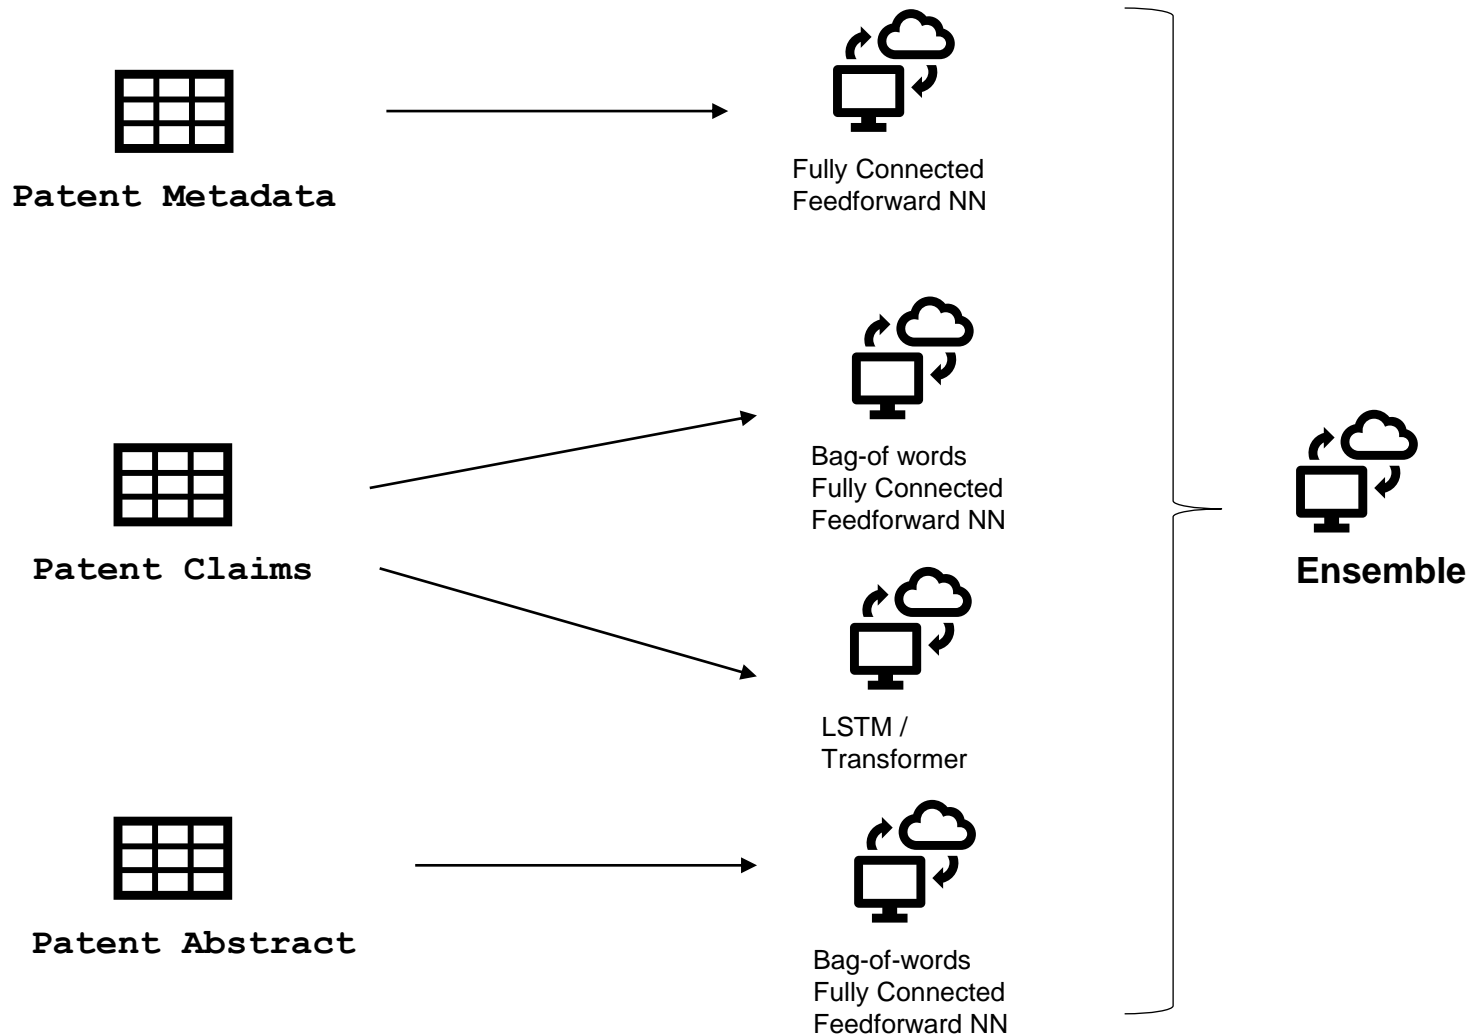 Patent Metadata
Fully Connected
Feedforward NN
Patent Claims
Bag-of words
Fully Connected
Feedforward NN
LSTM /
Transformer
Patent Abstract
Bag-of-words
Fully Connected
Feedforward NN
Ensemble